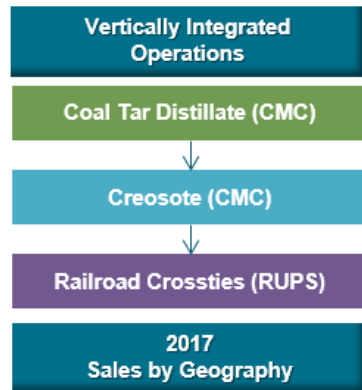 Vertically Integrated
Operations
Coal Tar Distillate (CMC)
Creosote (CMC)
Railroad Crossties (RUPS)
2017
Sales by Geography